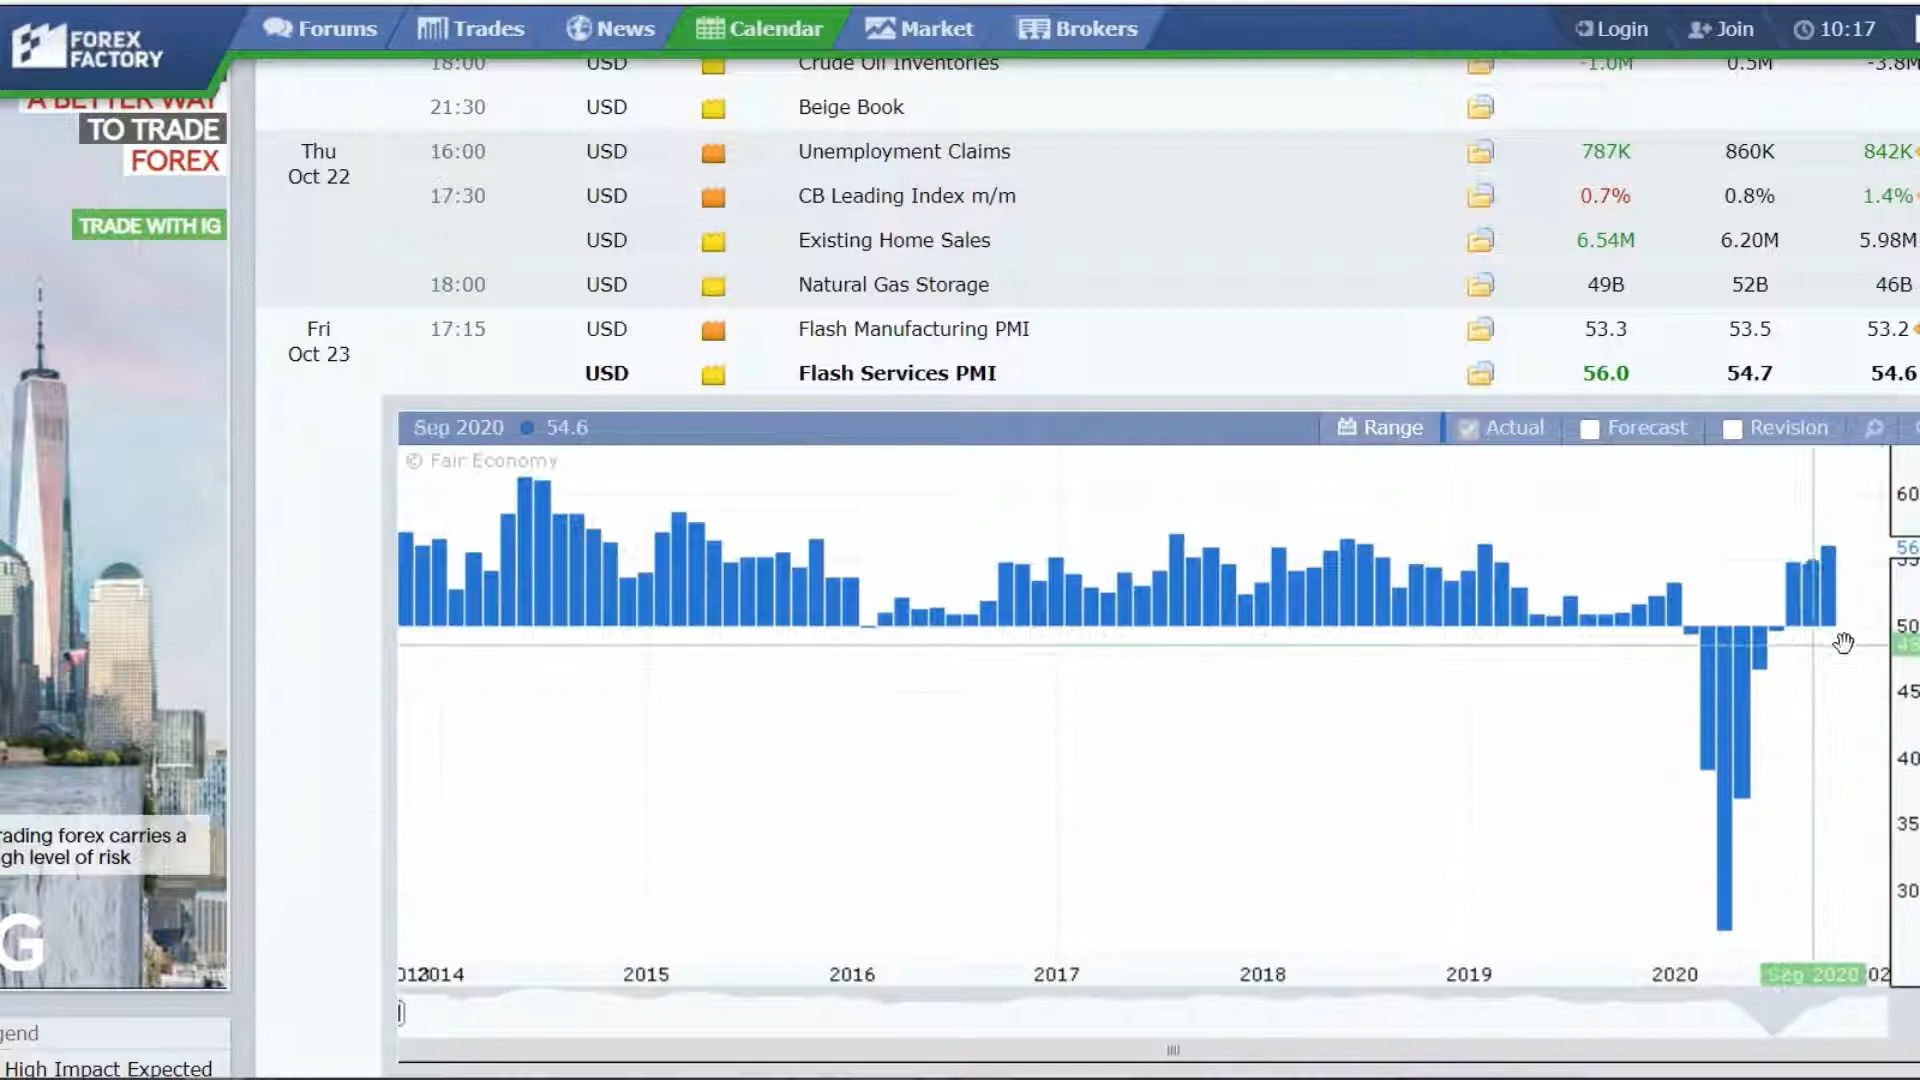 FOREX FACTORY
Forums
Trades
News
Calendar
Market
Brokers
Login
Join
10:17
A BETTER WAY
TO TRADE
FOREX
TRADE WITH IG
18:00 USD Crude Oil Inventories -1.0M 0.5M -3.8M
21:30 USD Beige Book
Thu
Oct 22
16:00 USD Unemployment Claims 787K 860K 842K
17:30 USD CB Leading Index m/m 0.7% 0.8% 1.4%
USD Existing Home Sales 6.54M 6.20M 5.98M
18:00 USD Natural Gas Storage 49B 52B 46B
Fri
Oct 23
17:15 USD Flash Manufacturing PMI 53.3 53.5 53.2
USD Flash Services PMI 56.0 54.7 54.6
Sep 2020 54.6 Range Actual Forecast Revision
© Fair Economy
60
56
55
50
45
40
35
30
2014 2015 2016 2017 2018 2019 2020 Sep 2020
rading forex carries a
gh level of risk
G
gend
High Impact Expected